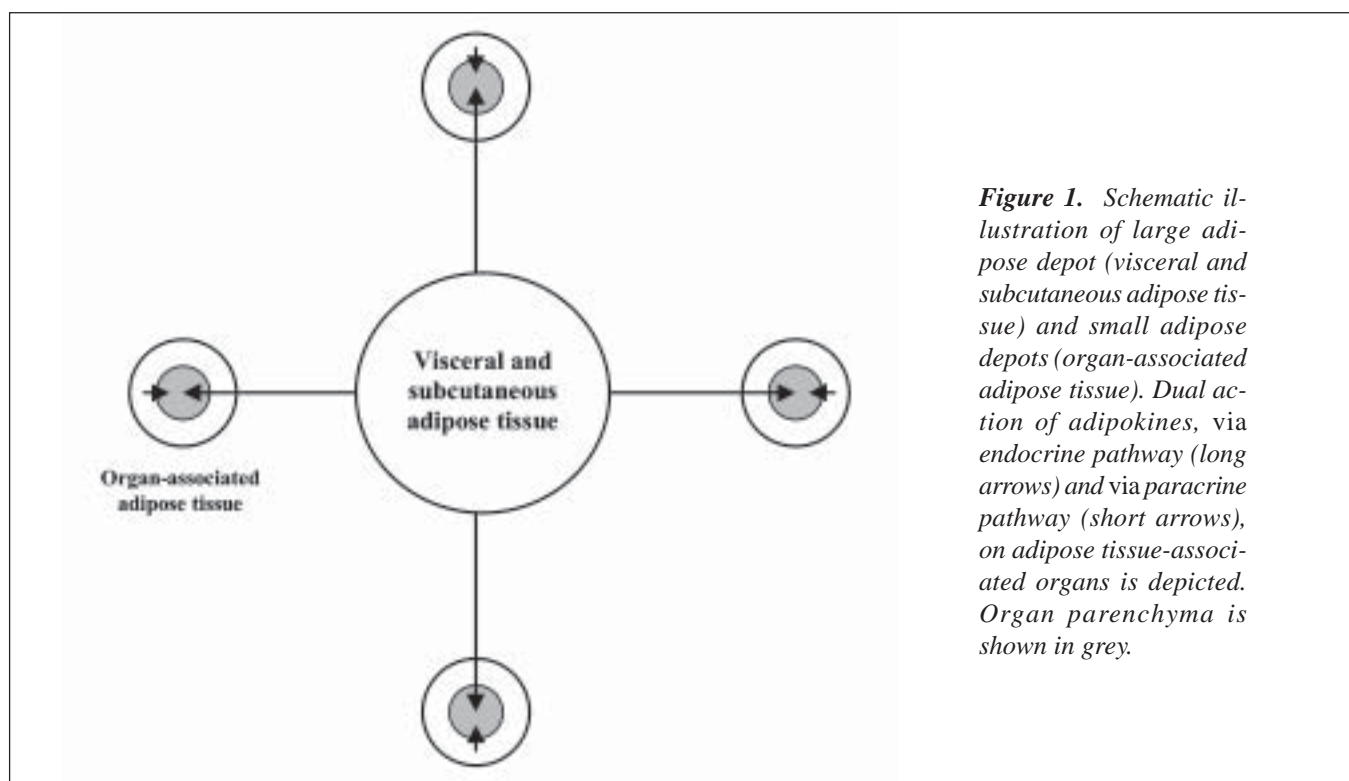 Visceral and
subcutaneous
adipose tissue
Organ-associated
adipose tissue
Figure 1. Schematic il-
lustration of large adi-
pose depot (visceral and
subcutaneous adipose tis-
sue) and small adipose
depots (organ-associated
adipose tissue). Dual ac-
tion of adipokines, via
endocrine pathway (long
arrows) and via paracrine
pathway (short arrows),
on adipose tissue-associ-
ated organs is depicted.
Organ parenchyma is
shown in grey.